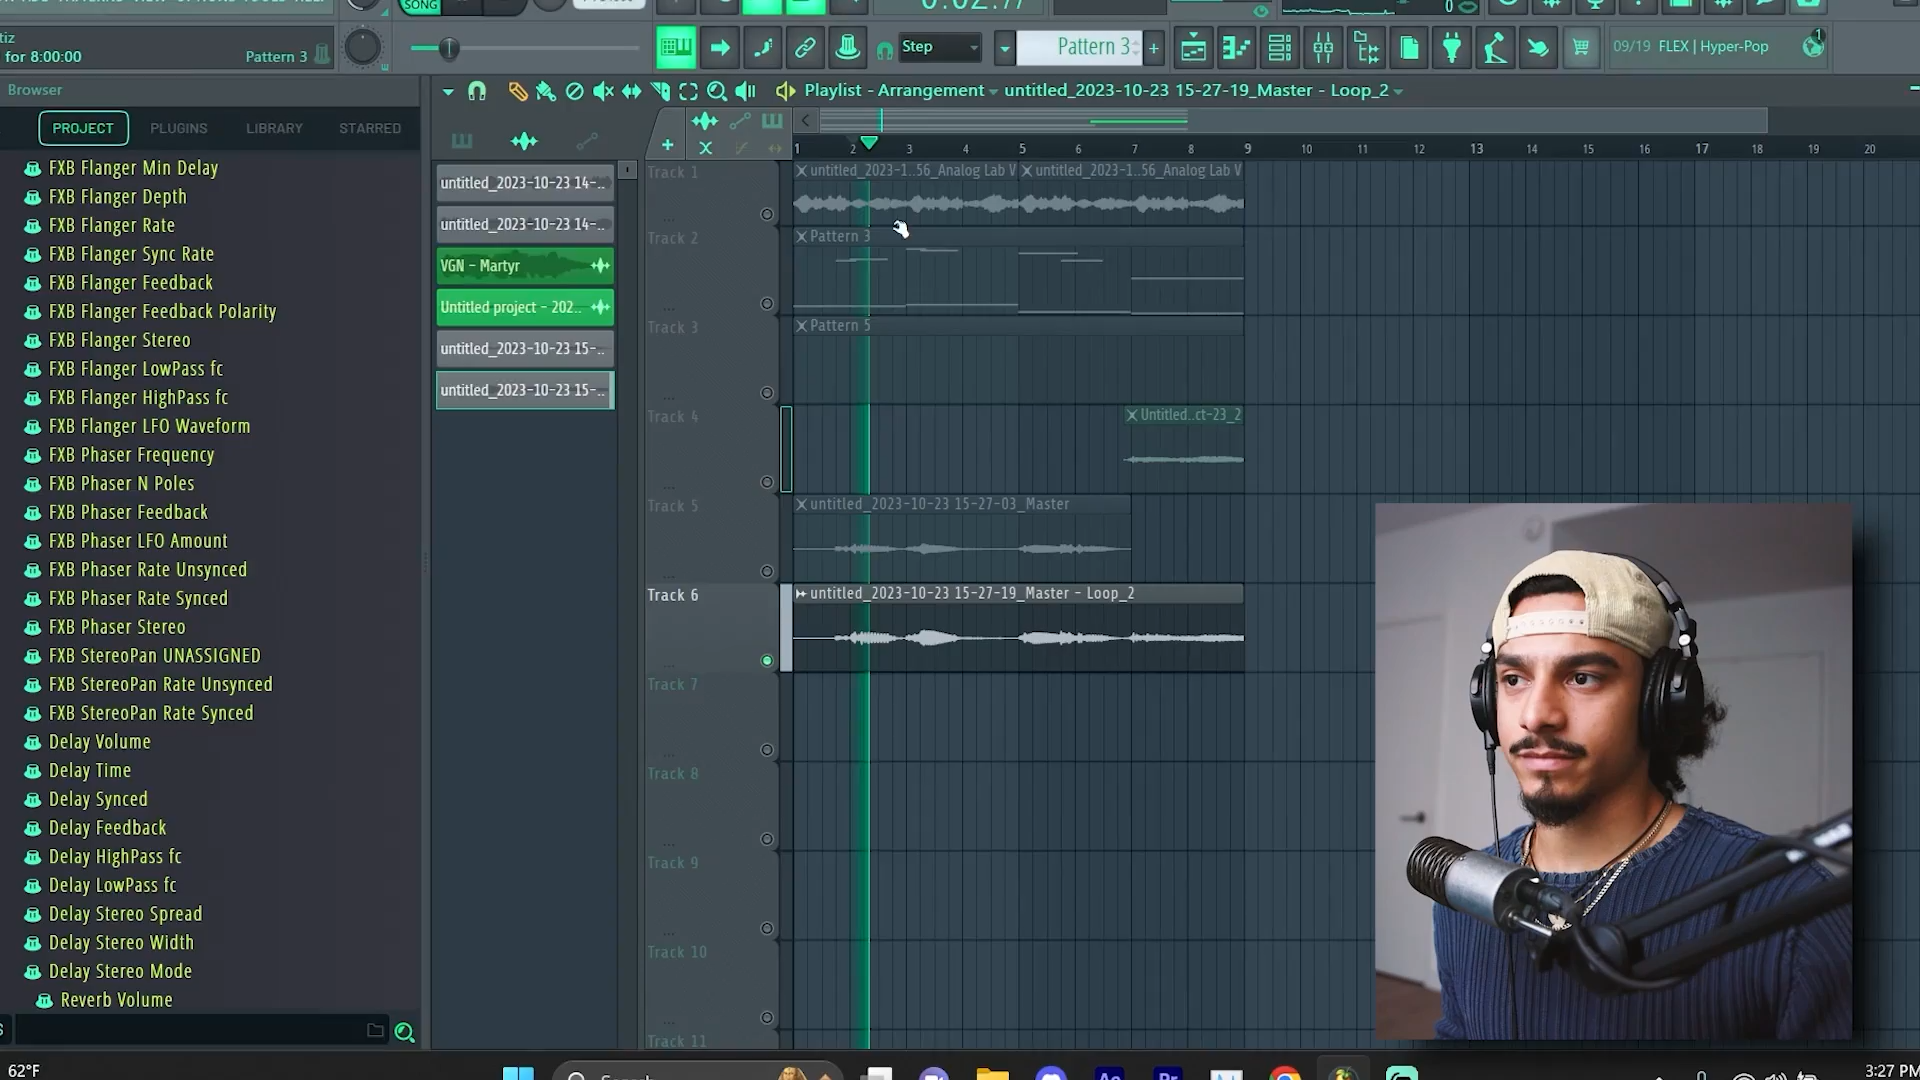 SONG
tiz
for 8:00:00
Pattern 3
Step
Pattern 3
09/19 FLEX | Hyper-Pop
1
Browser
Playlist - Arrangement
untitled_2023-10-23 15-27-19_Master - Loop_2
PROJECT
PLUGINS
LIBRARY
STARRED
FXB Flanger Min Delay
FXB Flanger Depth
FXB Flanger Rate
FXB Flanger Sync Rate
FXB Flanger Feedback
FXB Flanger Feedback Polarity
FXB Flanger Stereo
FXB Flanger LowPass fc
FXB Flanger HighPass fc
FXB Flanger LFO Waveform
FXB Phaser Frequency
FXB Phaser N Poles
FXB Phaser Feedback
FXB Phaser LFO Amount
FXB Phaser Rate Unsynced
FXB Phaser Rate Synced
FXB Phaser Stereo
FXB StereoPan UNASSIGNED
FXB StereoPan Rate Unsynced
FXB StereoPan Rate Synced
Delay Volume
Delay Time
Delay Synced
Delay Feedback
Delay HighPass fc
Delay LowPass fc
Delay Stereo Spread
Delay Stereo Width
Delay Stereo Mode
Reverb Volume
untitled_2023-10-23 14-..
untitled_2023-10-23 14-..
VGN - Martyr
Untitled project - 202..
untitled_2023-10-23 15-..
untitled_2023-10-23 15-..
1 2 3 4 5 6 7 8 9 10 11 12 13 14 15 16 17 18 19 20
Track 1
untitled_2023-1..56_Analog Lab V
untitled_2023-1..56_Analog Lab V
Track 2
Pattern 3
Track 3
Pattern 5
Track 4
Untitled..ct-23_2
Track 5
untitled_2023-10-23 15-27-03_Master
Track 6
untitled_2023-10-23 15-27-19_Master - Loop_2
Track 7
Track 8
Track 9
Track 10
Track 11
62°F
Search
3:27 PM